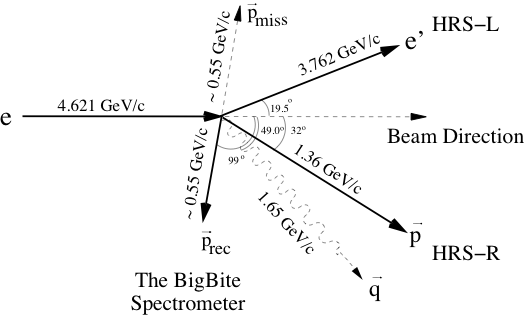 p⃗miss
HRS−L
e'
3.762 GeV/c
~ 0.55 GeV/c
e
4.621 GeV/c
19.5°
Beam Direction
49.0°
32°
99°
~ 0.55 GeV/c
1.36 GeV/c
1.65 GeV/c
p⃗
HRS−R
p⃗rec
q⃗
The BigBite
Spectrometer